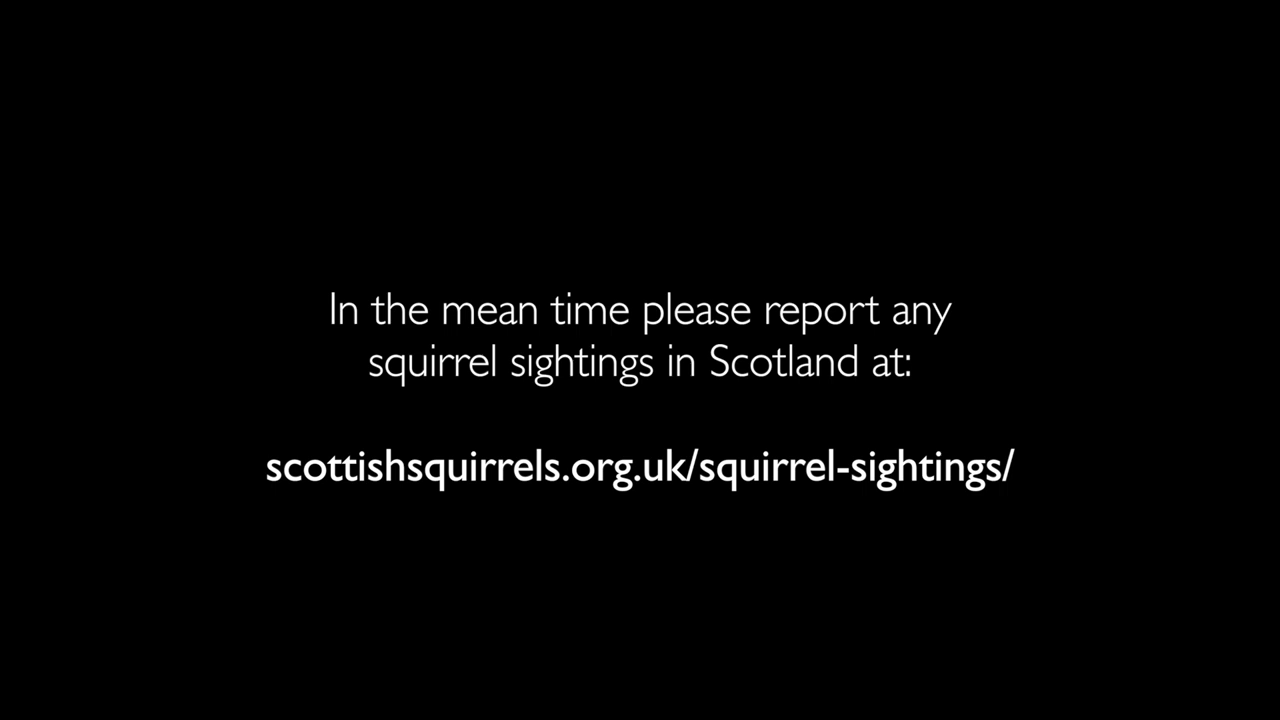 In the mean time please report any
squirrel sightings in Scotland at:
scottishsquirrels.org.uk/squirrel-sightings/